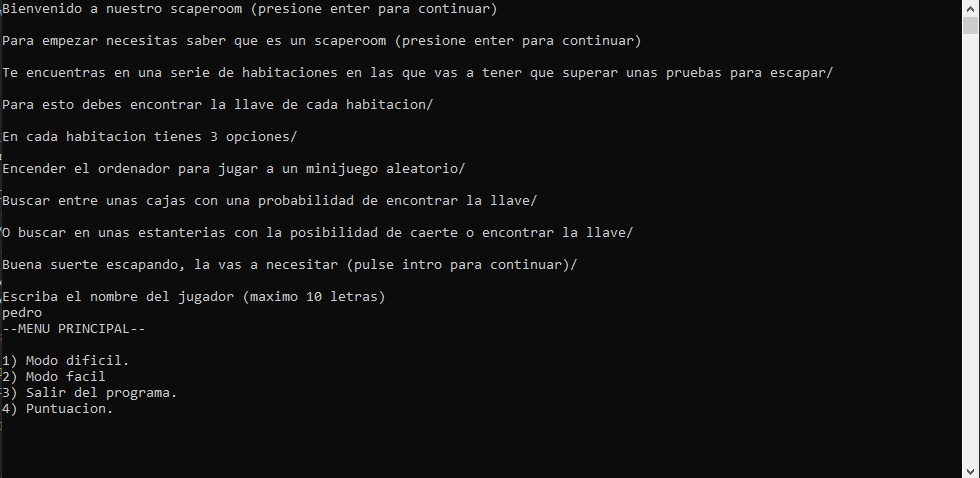 Bienvenido a nuestro scaperoom (presione enter para continuar)
Para empezar necesitas saber que es un scaperoom (presione enter para continuar)
Te encuentras en una serie de habitaciones en las que vas a tener que superar unas pruebas para escapar/
Para esto debes encontrar la llave de cada habitacion/
En cada habitacion tienes 3 opciones/
Encender el ordenador para jugar a un minijuego aleatorio/
Buscar entre unas cajas con una probabilidad de encontrar la llave/
O buscar en unas estanterias con la posibilidad de caerte o encontrar la llave/
Buena suerte escapando, la vas a necesitar (pulse intro para continuar)/
Escriba el nombre del jugador (maximo 10 letras)
pedro
--MENU PRINCIPAL--
1) Modo dificil.
2) Modo facil
3) Salir del programa.
4) Puntuacion.